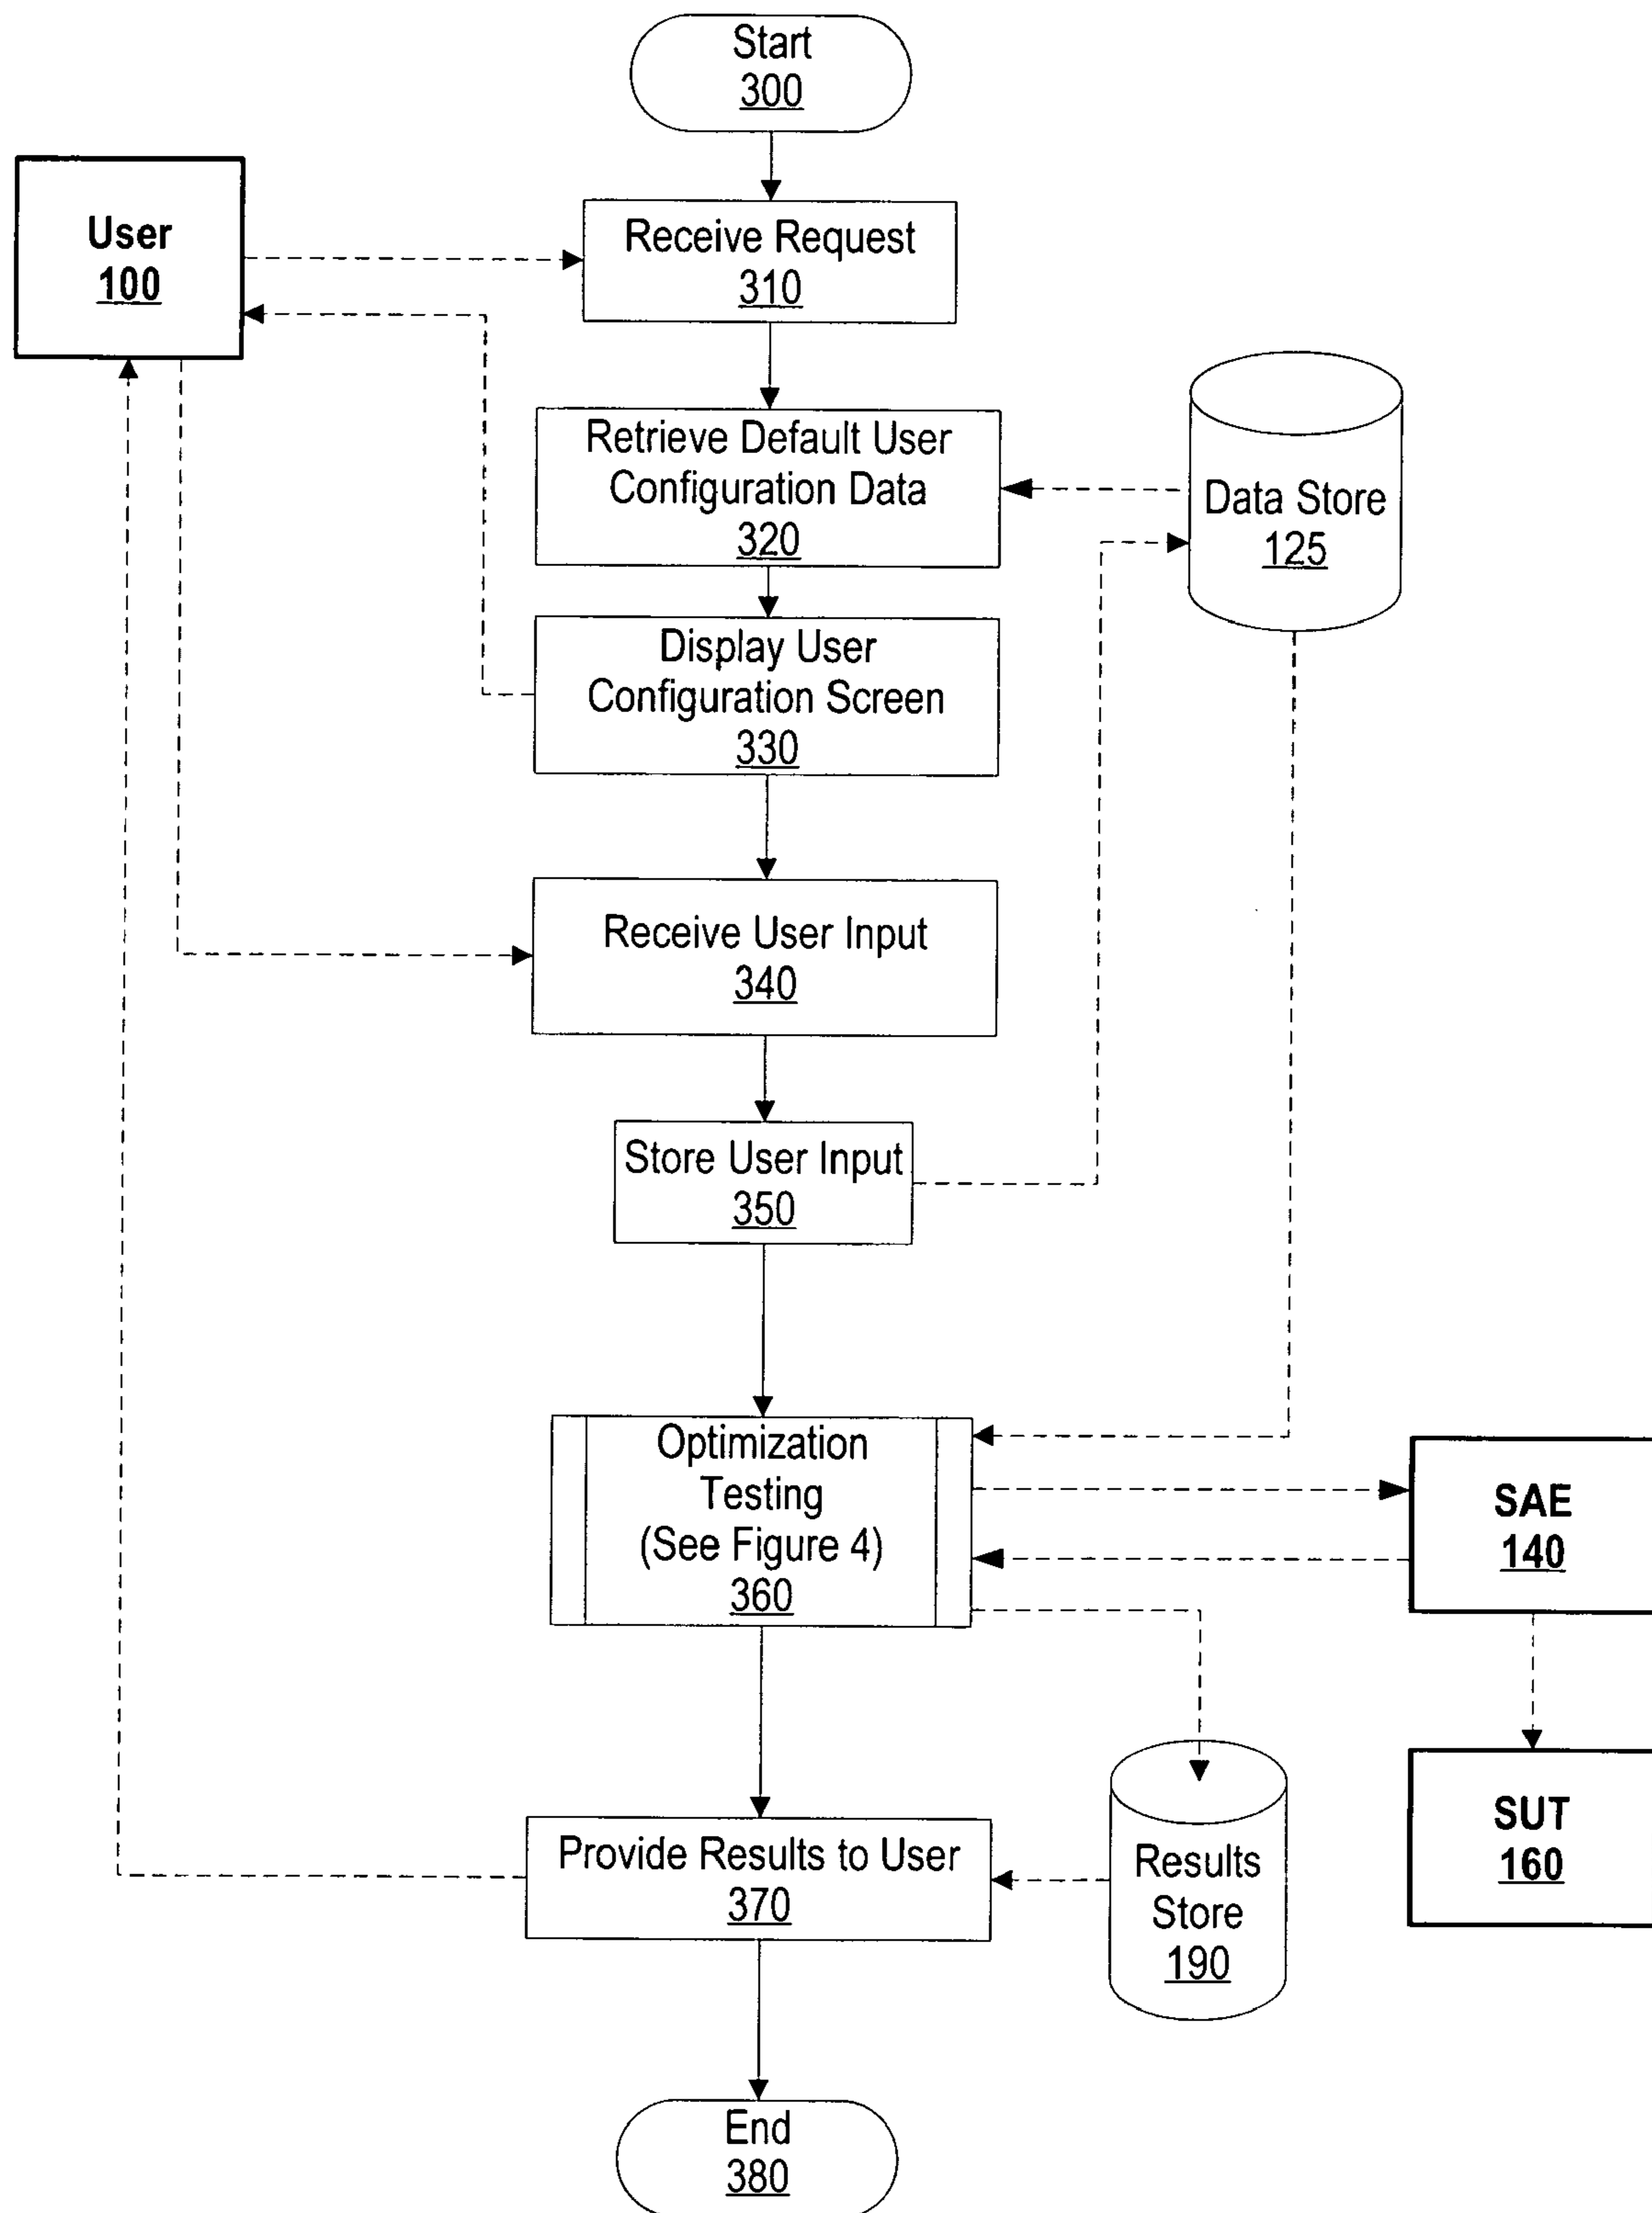 Start
300
User
100
Receive Request
310
Retrieve Default User
Configuration Data
320
Data Store
125
Display User
Configuration Screen
330
Receive User Input
340
Store User Input
350
Optimization
Testing
(See Figure 4)
360
SAE
140
SUT
160
Provide Results to User
370
Results
Store
190
End
380